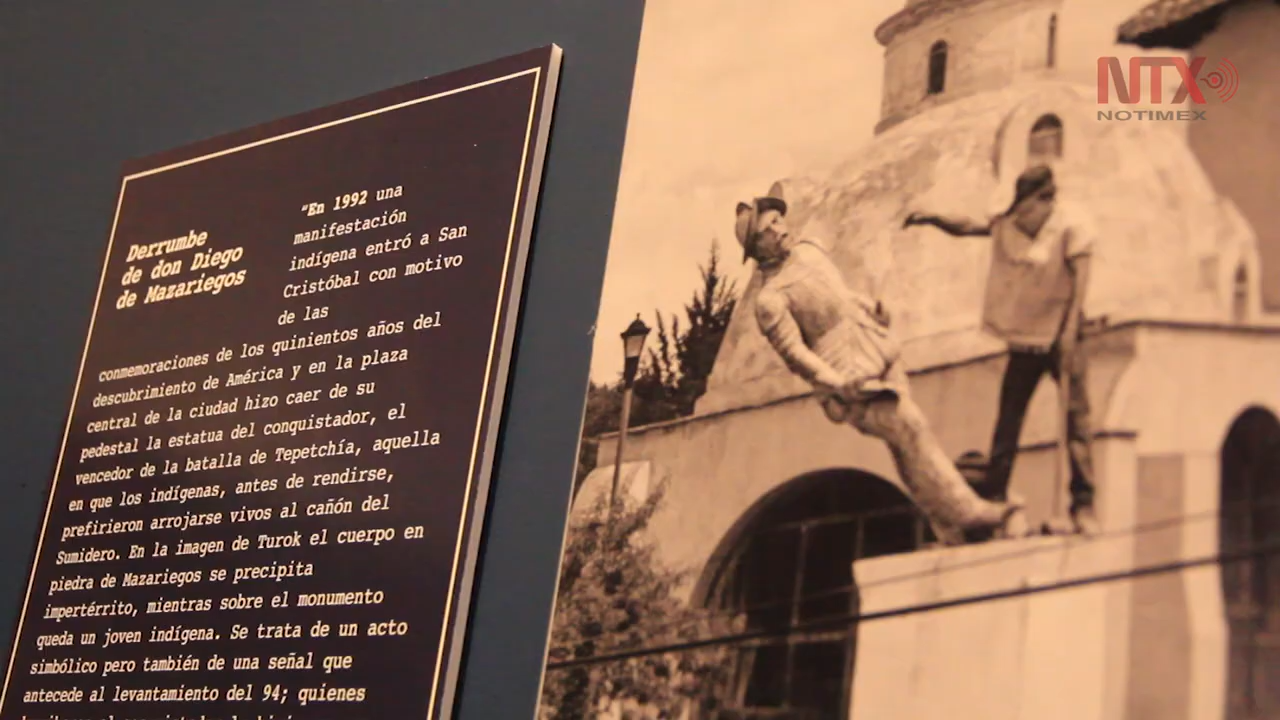 Derrumbe
de don Diego
de Mazariegos
"En 1992 una
manifestación
indígena entró a San
Cristóbal con motivo
de las
conmemoraciones de los quinientos años del
descubrimiento de América y en la plaza
central de la ciudad hizo caer de su
pedestal la estatua del conquistador, el
vencedor de la batalla de Tepetchía, aquella
en que los indígenas, antes de rendirse,
prefirieron arrojarse vivos al cañón del
Sumidero. En la imagen de Turok el cuerpo en
piedra de Mazariegos se precipita
impertérrito, mientras sobre el monumento
queda un joven indígena. Se trata de un acto
simbólico pero también de una señal que
antecede al levantamiento del 94; quienes
NTX
NOTIMEX